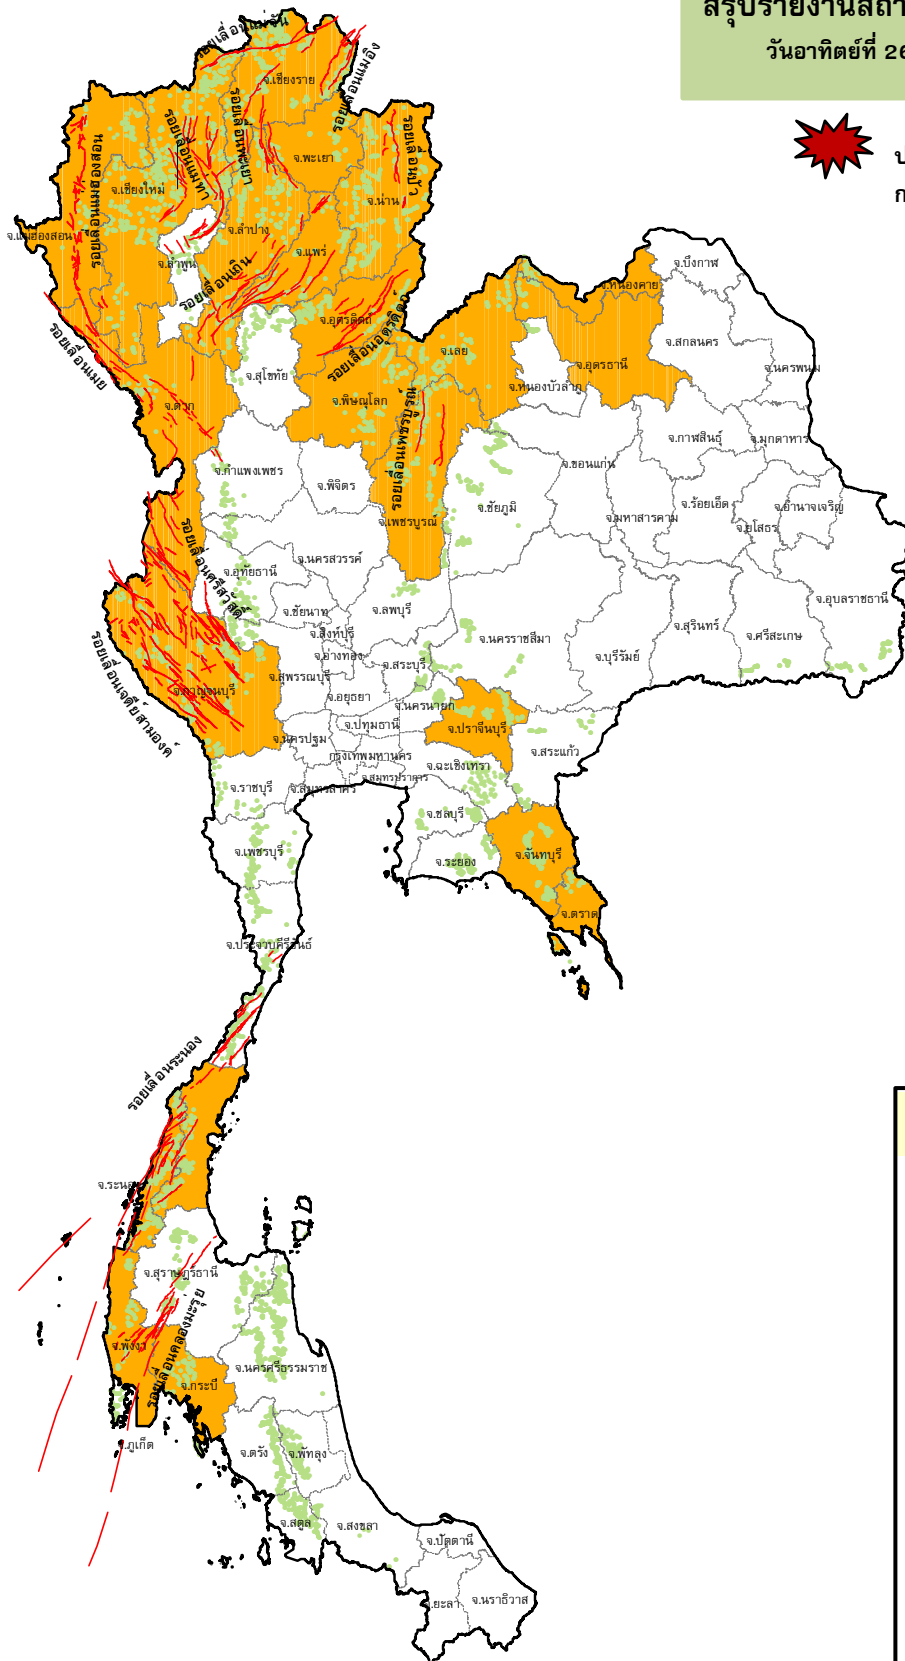 สรุปรายงานสถา
วันอาทิตย์ที่ 26
ป
ก
รอยเลื่อนแม่จัน
รอยเลื่อนแม่อิง
จ.เชียงราย
รอยเลื่อนแม่ฮ่องสอน
รอยเลื่อนแม่ทา
รอยเลื่อนพะเยา
รอยเลื่อนปัว
จ.พะเยา
จ.เชียงใหม่
จ.น่าน
จ.แม่ฮ่องสอน
จ.ลำปาง
จ.แพร่
จ.ลำพูน
รอยเลื่อนเถิน
จ.บึงกาฬ
จ.หนองคาย
จ.อุตรดิตถ์
รอยเลื่อนอุตรดิตถ์
จ.สกลนคร
รอยเลื่อนเมย
จ.เลย
จ.อุดรธานี
จ.นครพนม
จ.สุโขทัย
จ.หนองบัวลำภู
จ.ตาก
จ.พิษณุโลก
รอยเลื่อนเพชรบูรณ์
จ.กาฬสินธุ์
จ.มุกดาหาร
จ.กำแพงเพชร
จ.พิจิตร
จ.ขอนแก่น
จ.ชัยภูมิ
จ.ร้อยเอ็ด
จ.อำนาจเจริญ
จ.มหาสารคาม
จ.ยโสธร
จ.เพชรบูรณ์
รอยเลื่อนศรีสวัสดิ์
จ.นครสวรรค์
จ.อุทัยธานี
จ.ชัยนาท
จ.ลพบุรี
จ.อุบลราชธานี
จ.สิงห์บุรี
จ.นครราชสีมา
จ.สุรินทร์
จ.ศรีสะเกษ
จ.อ่างทอง
จ.สระบุรี
จ.บุรีรัมย์
รอยเลื่อนเจดีย์สามองค์
จ.สุพรรณบุรี
จ.กาญจนบุรี
จ.อยุธยา
จ.นครนายก
จ.ปทุมธานี
จ.ปราจีนบุรี
จ.นครปฐม
กรุงเทพมหานคร
จ.สระแก้ว
จ.ฉะเชิงเทรา
จ.สมทรปราการ
จ.ราชบุรี
จ.สมทรสาคร
จ.ชลบุรี
จ.เพชรบุรี
จ.ระยอง
จ.จันทบุรี
จ.ตราด
จ.ประจวบคีรีขันธ์
รอยเลื่อนระนอง
จ.ระนอ
จ.สุราษฎร์ธานี
รอยเลื่อนคลองมะรุ่ย
จ.พังงา
จ.นครศรีธรรมราช
จ.กระบี่
จ.ภูเก็ต
จ.ตรัง
จ.พัทลุง
จ.สตูล
จ.สงขลา
จ.ปัตตานี
จ.ยะลา
จ.นราธิวาส